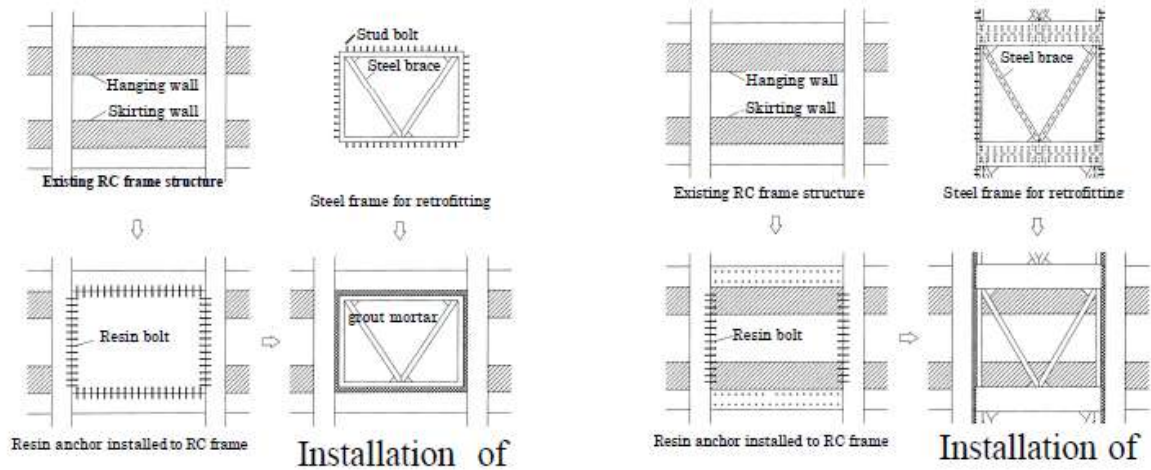 Stud bolt
Steel brace
Hanging wall
Skirting wall
Existing RC frame structure
Steel frame for retrofitting
Resin bolt
grout mortar
Resin anchor installed to RC frame
Installation of
Steel brace
Hanging wall
Skirting wall
Existing RC frame structure
Steel frame for retrofitting
Resin bolt
Resin anchor installed to RC frame
Installation of